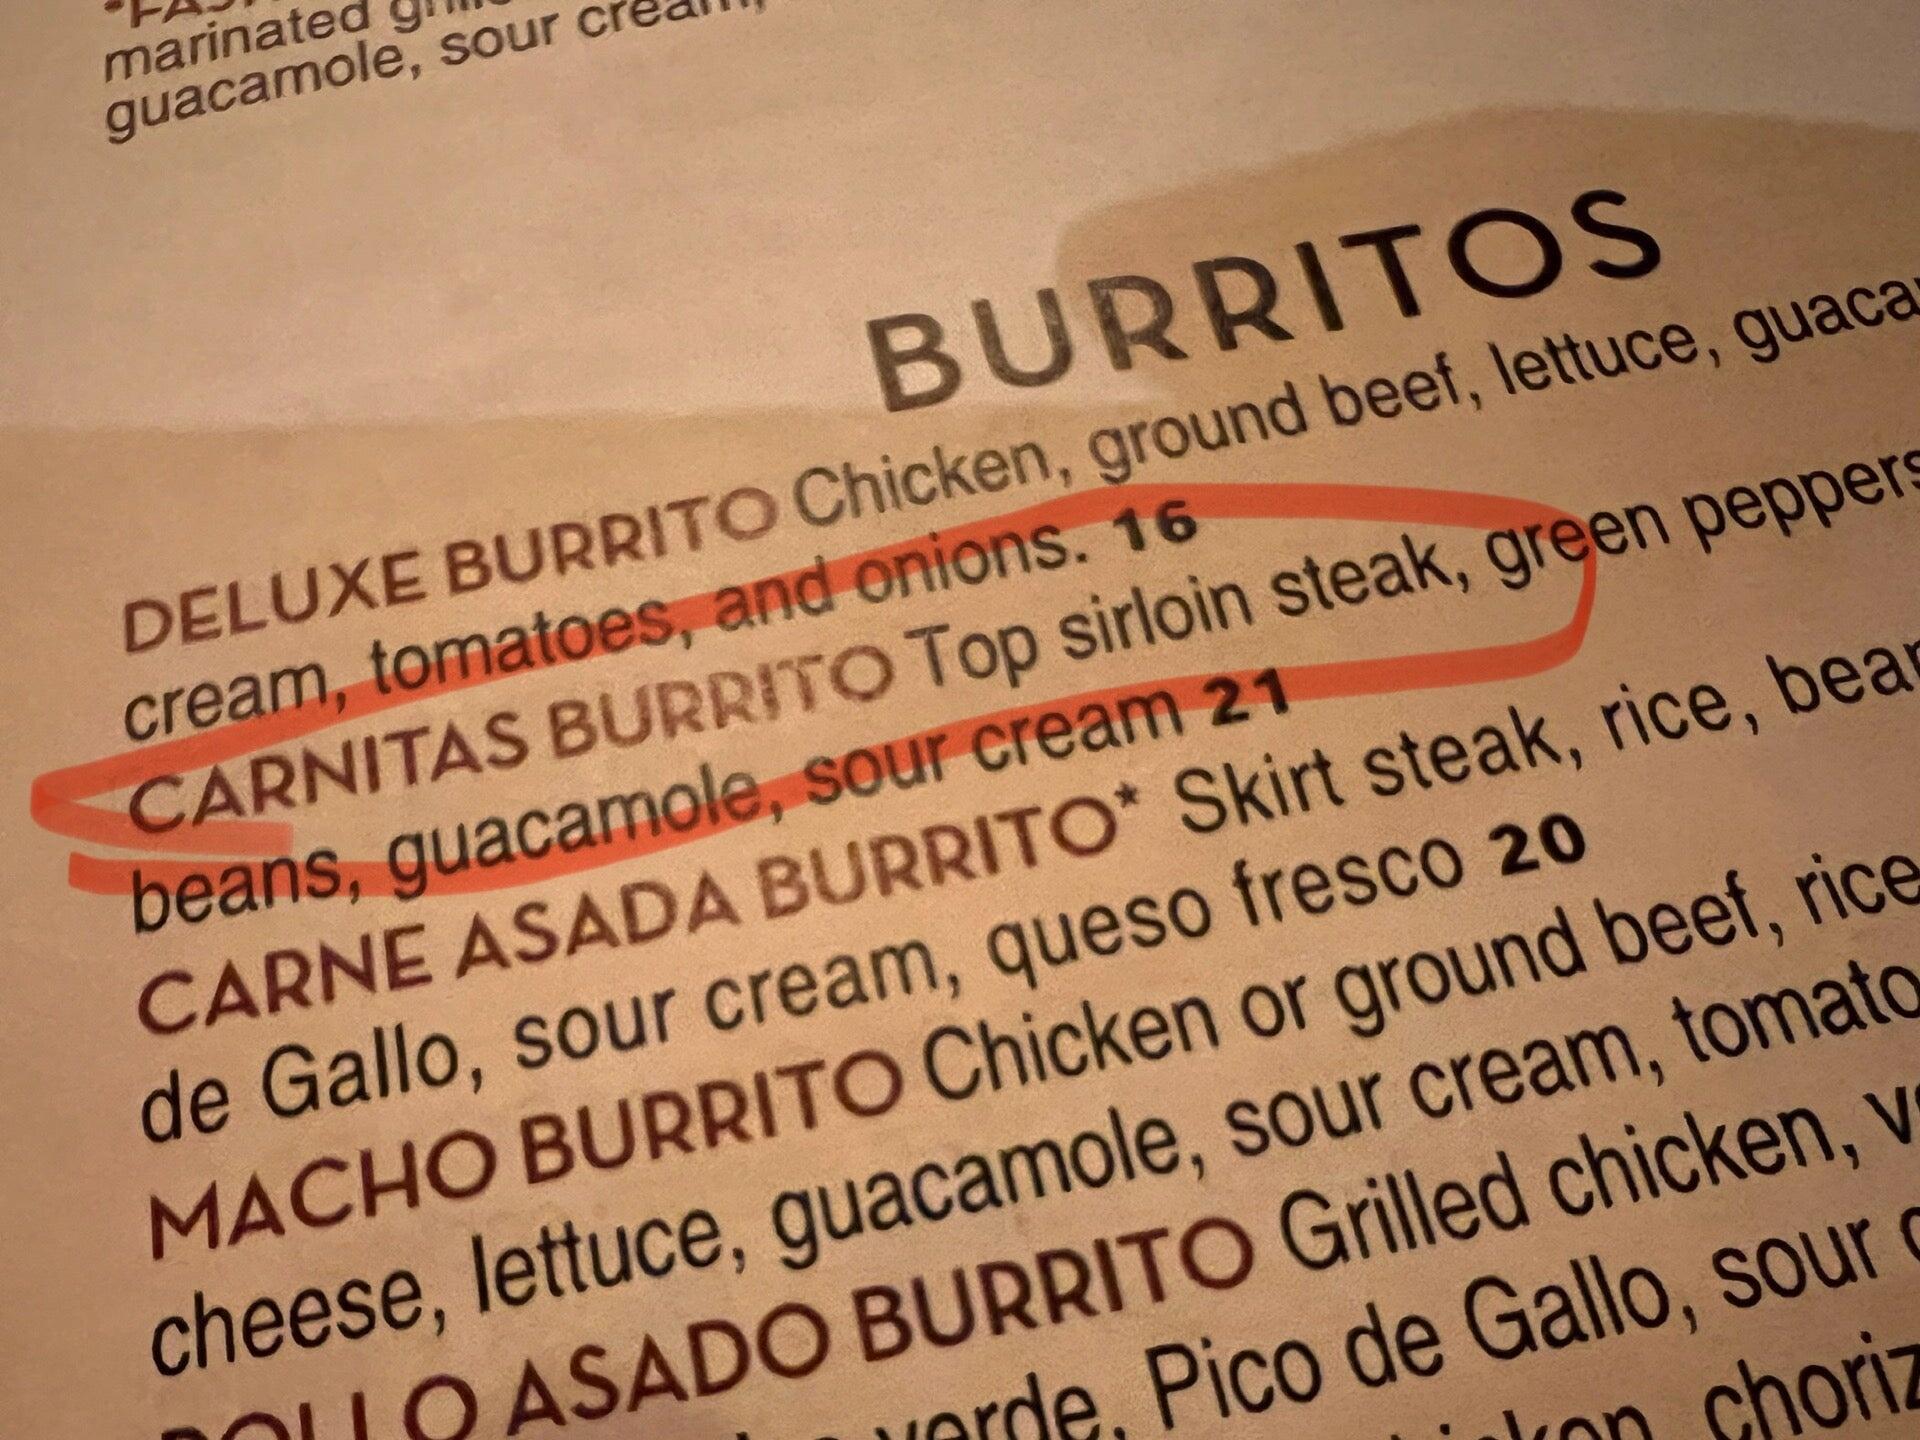 marinated
guacamole, sour cream,
BURRITOS
DELUXE BURRITO Chicken, ground beef, lettuce,
cream, tomatoes, and onions. 16
CARNITAS BURRITO Top sirloin steak, green peppers
beans, guacamole, sour cream 21
CARNE ASADA BURRITO* Skirt steak, rice,
de Gallo, sour cream, queso fresco 20
MACHO BURRITO Chicken or ground beef, rice
cheese, lettuce, guacamole, sour cream,
POLLO ASADO BURRITO Grilled chicken,
verde, Pico de Gallo, sour